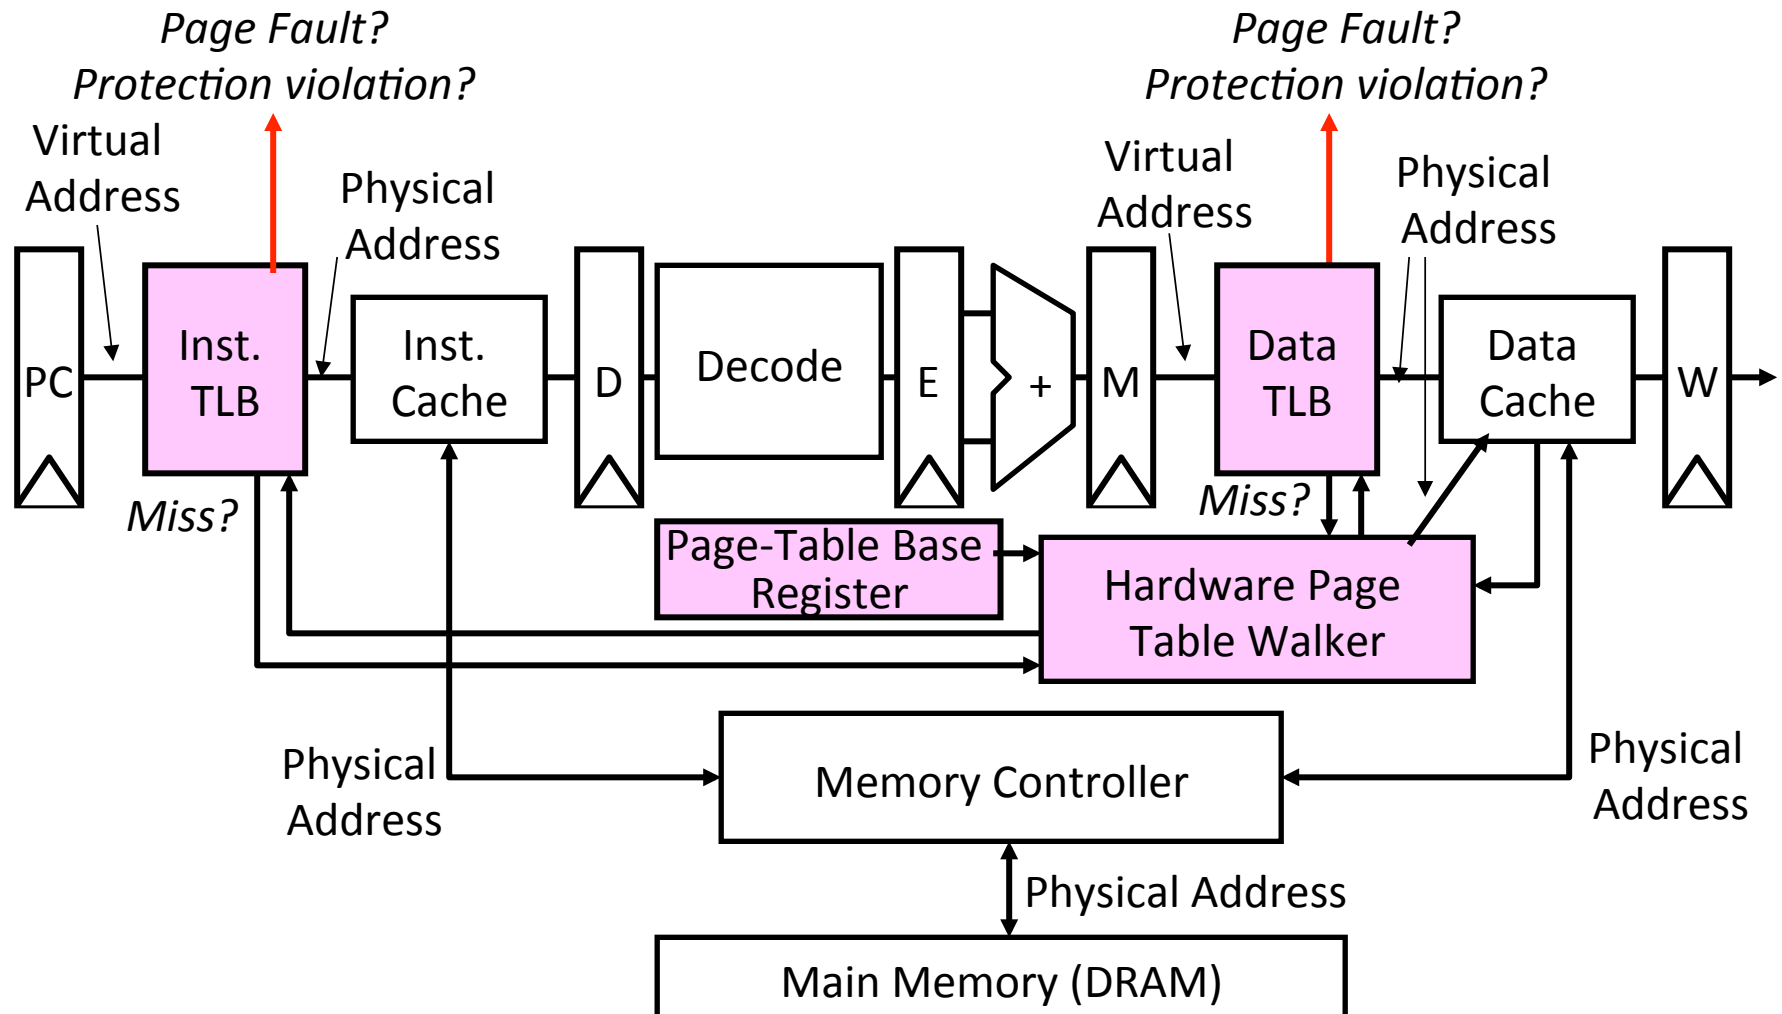 Page Fault?
Protection violation?
Page Fault?
Protection violation?
Virtual
Address
Physical
Address
Virtual
Address
Physical
Address
PC
Inst.
TLB
Inst.
Cache
D
Decode
E
+
M
Data
TLB
Data
Cache
W
Miss?
Miss?
Page-Table Base
Register
Hardware Page
Table Walker
Physical
Address
Memory Controller
Physical
Address
Physical Address
Main Memory (DRAM)